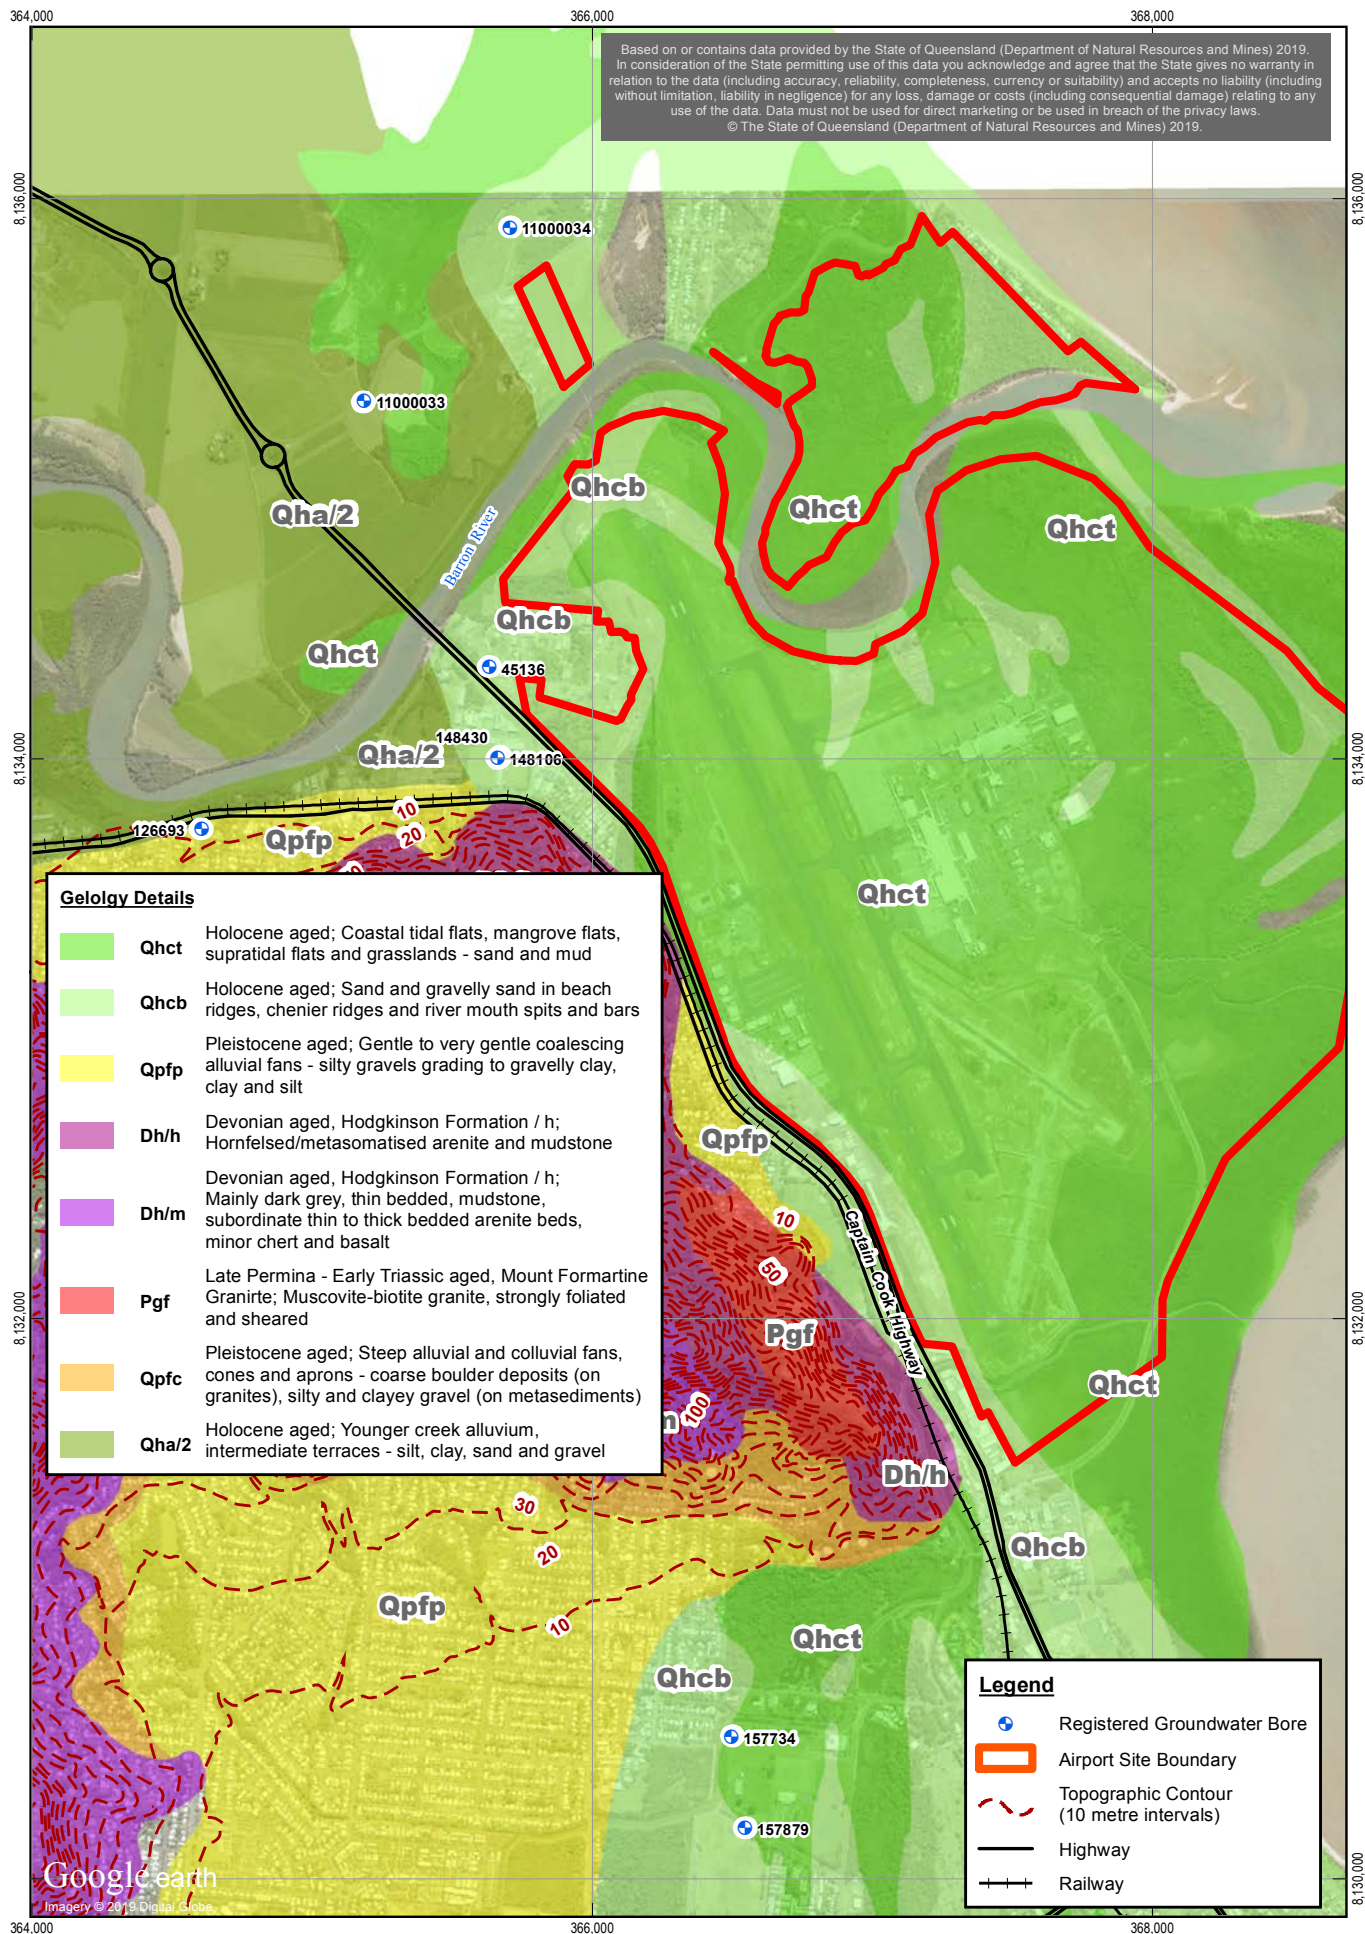 364,000
366,000
368,000
Based on or contains data provided by the State of Queensland (Department of Natural Resources and Mines) 2019.
In consideration of the State permitting use of this data you acknowledge and agree that the State gives no warranty in
relation to the data (including accuracy, reliability, completeness, currency or suitability) and accepts no liability (including
without limitation, liability in negligence) for any loss, damage or costs (including consequential damage) relating to any
use of the data. Data must not be used for direct marketing or be used in breach of the privacy laws.
© The State of Queensland (Department of Natural Resources and Mines) 2019.
8,136,000
8,136,000
11000034
11000033
Qhcb
Qha/2
Qhct
Qhct
Barron River
Qhcb
Qhct
45136
148430
Qha/2
148106
8,134,000
8,134,000
10
126693
20
Qpfp
Qhct
Gelolgy Details
Qhct
Holocene aged; Coastal tidal flats, mangrove flats,
supratidal flats and grasslands - sand and mud
Qhcb
Holocene aged; Sand and gravelly sand in beach
ridges, chenier ridges and river mouth spits and bars
Qpfp
Pleistocene aged; Gentle to very gentle coalescing
alluvial fans - silty gravels grading to gravelly clay,
clay and silt
Dh/h
Devonian aged, Hodgkinson Formation / h;
Hornfelsed/metasomatised arenite and mudstone
Dh/m
Devonian aged, Hodgkinson Formation / h;
Mainly dark grey, thin bedded, mudstone,
subordinate thin to thick bedded arenite beds,
minor chert and basalt
Pgf
Late Permina - Early Triassic aged, Mount Formartine
Granirte; Muscovite-biotite granite, strongly foliated
and sheared
Qpfc
Pleistocene aged; Steep alluvial and colluvial fans,
cones and aprons - coarse boulder deposits (on
granites), silty and clayey gravel (on metasediments)
Qha/2
Holocene aged; Younger creek alluvium,
intermediate terraces - silt, clay, sand and gravel
Qpfp
10
50
Captain Cook Highway
8,132,000
8,132,000
Pgf
Qhct
100
Dh/h
30
20
Qhcb
Qpfp
10
Qhct
Qhcb
157734
157879
Legend
Registered Groundwater Bore
Airport Site Boundary
Topographic Contour
(10 metre intervals)
Highway
Railway
8,130,000
Google earth
Imagery © 2019 Digital Globe
364,000
366,000
368,000